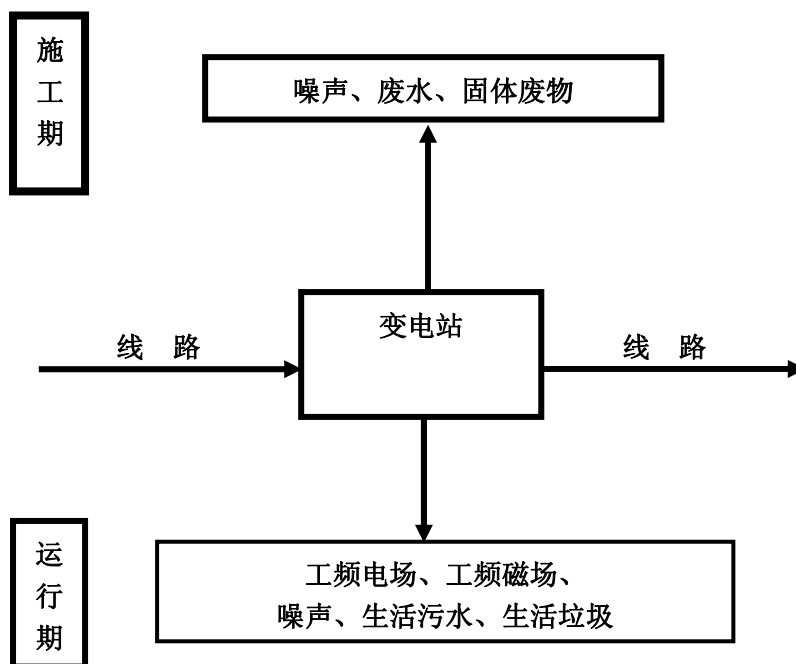 施工期
噪声、废水、固体废物
变电站
线 路
线 路
运行期
工频电场、工频磁场、
噪声、生活污水、生活垃圾